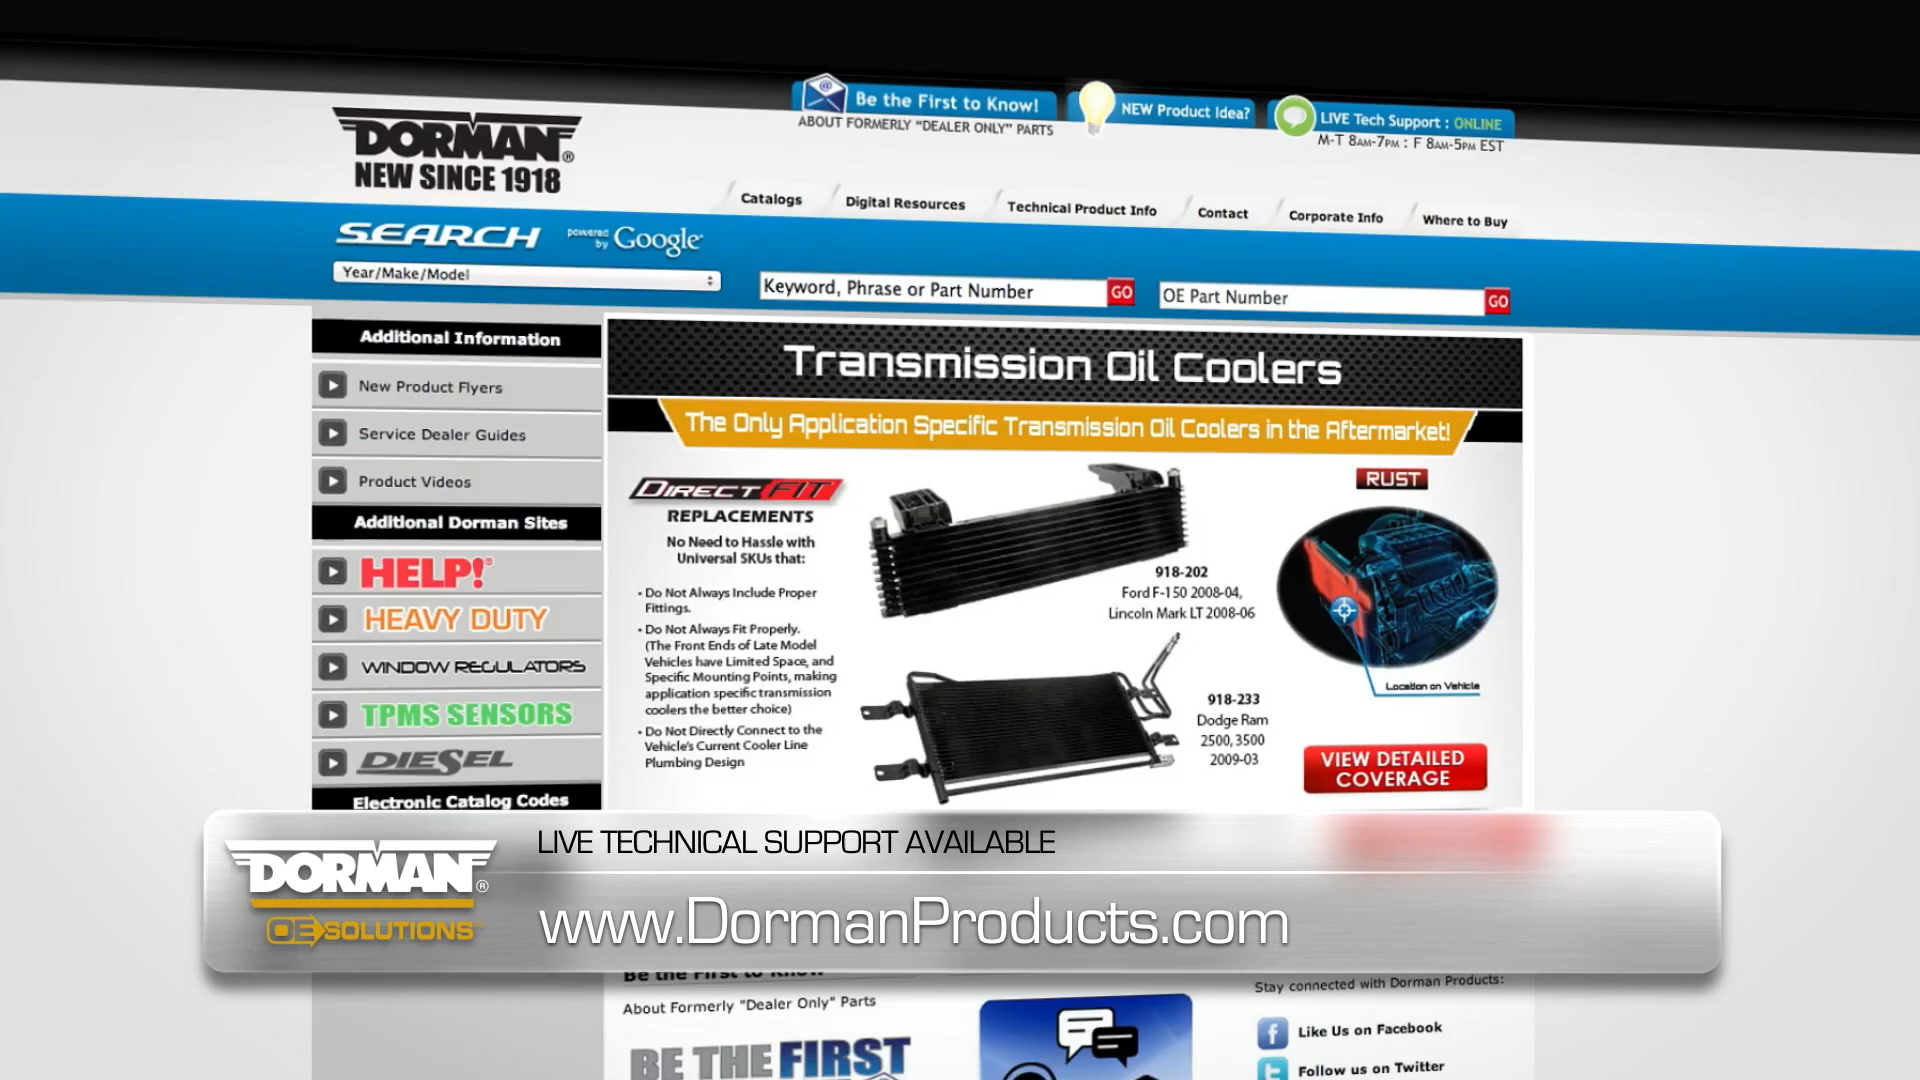 Be the First to Know!
ABOUT FORMERLY "DEALER ONLY" PARTS
NEW Product Idea?
LIVE Tech Support : ONLINE
M-T 8AM-7PM : F 8AM-5PM EST
DORMAN®
NEW SINCE 1918
Catalogs
Digital Resources
Technical Product Info
Contact
Corporate Info
Where to Buy
SEARCH powered by Google
Year/Make/Model
Keyword, Phrase or Part Number GO
OE Part Number GO
Additional Information
New Product Flyers
Service Dealer Guides
Product Videos
Additional Dorman Sites
HELP!®
HEAVY DUTY
WINDOW REGULATORS
TPMS SENSORS
DIESEL
Electronic Catalog Codes
Transmission Oil Coolers
The Only Application Specific Transmission Oil Coolers in the Aftermarket!
DIRECT FIT
REPLACEMENTS
No Need to Hassle with
Universal SKUs that:
• Do Not Always Include Proper
Fittings.
• Do Not Always Fit Properly.
(The Front Ends of Late Model
Vehicles have Limited Space, and
Specific Mounting Points, making
application specific transmission
coolers the better choice)
• Do Not Directly Connect to the
Vehicle's Current Cooler Line
Plumbing Design
918-202
Ford F-150 2008-04,
Lincoln Mark LT 2008-06
918-233
Dodge Ram
2500, 3500
2009-03
RUST
Location on Vehicle
VIEW DETAILED
COVERAGE
DORMAN®
OE SOLUTIONS™
LIVE TECHNICAL SUPPORT AVAILABLE
www.DormanProducts.com
Be the First to Know
About Formerly "Dealer Only" Parts
BE THE FIRST
Stay connected with Dorman Products:
Like Us on Facebook
Follow us on Twitter